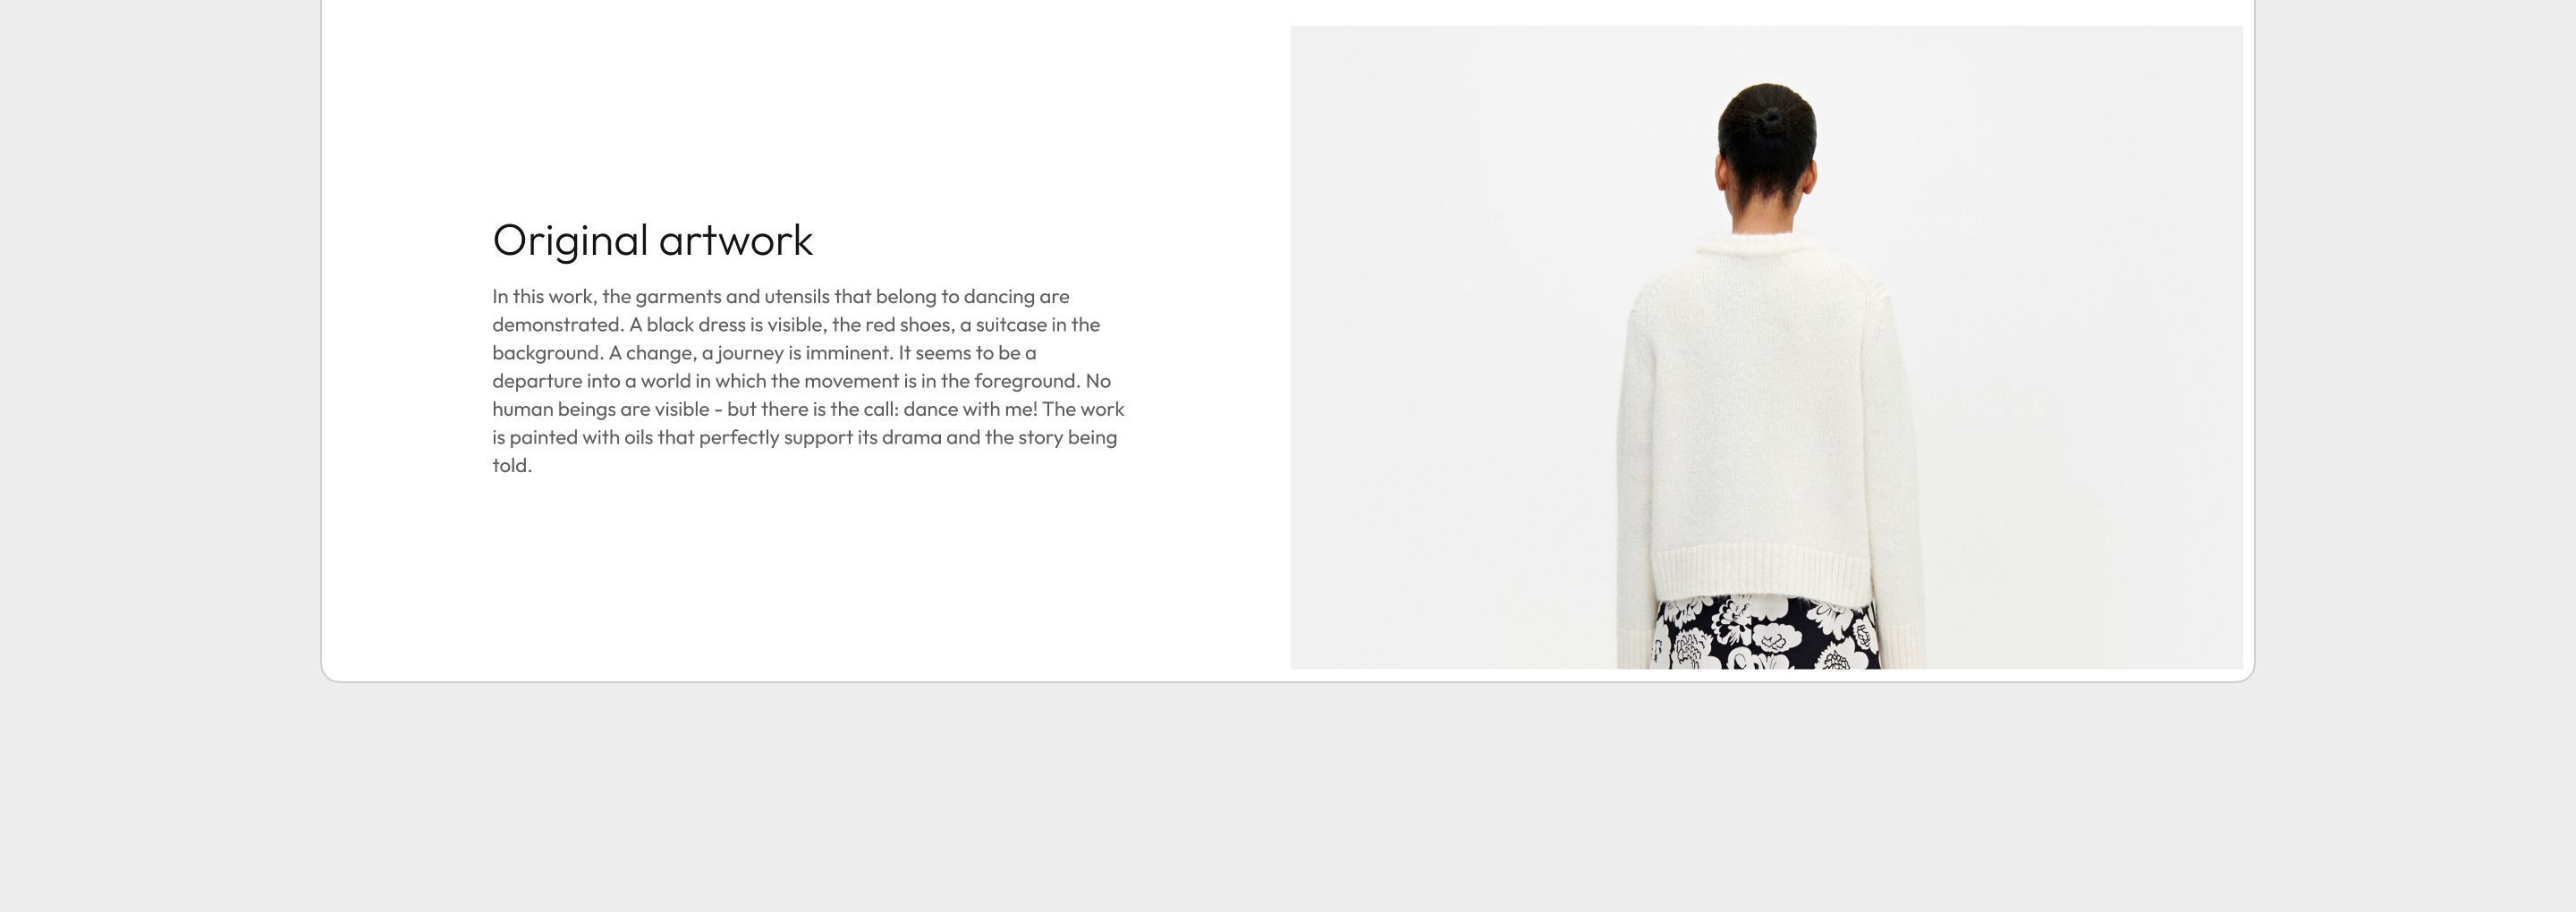 Original artwork
In this work, the garments and utensils that belong to dancing are
demonstrated. A black dress is visible, the red shoes, a suitcase in the
background. A change, a journey is imminent. It seems to be a
departure into a world in which the movement is in the foreground. No
human beings are visible - but there is the call: dance with me! The work
is painted with oils that perfectly support its drama and the story being
told.